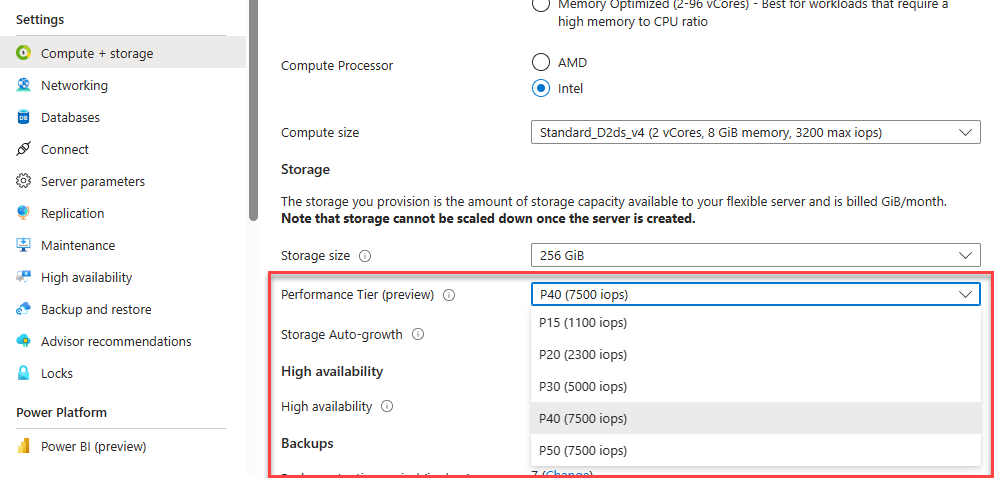 Settings
Compute + storage
Networking
Databases
Connect
Server parameters
Replication
Maintenance
High availability
Backup and restore
Advisor recommendations
Locks
Power Platform
Power BI (preview)
Memory Optimized (2-96 vCores) - Best for workloads that require a
high memory to CPU ratio
Compute Processor
AMD
Intel
Compute size
Standard_D2ds_v4 (2 vCores, 8 GiB memory, 3200 max iops)
Storage
The storage you provision is the amount of storage capacity available to your flexible server and is billed GiB/month.
Note that storage cannot be scaled down once the server is created.
Storage size
256 GiB
Performance Tier (preview)
P40 (7500 iops)
P15 (1100 iops)
P20 (2300 iops)
P30 (5000 iops)
P40 (7500 iops)
P50 (7500 iops)
Storage Auto-growth
High availability
High availability
Backups
7 (Change)